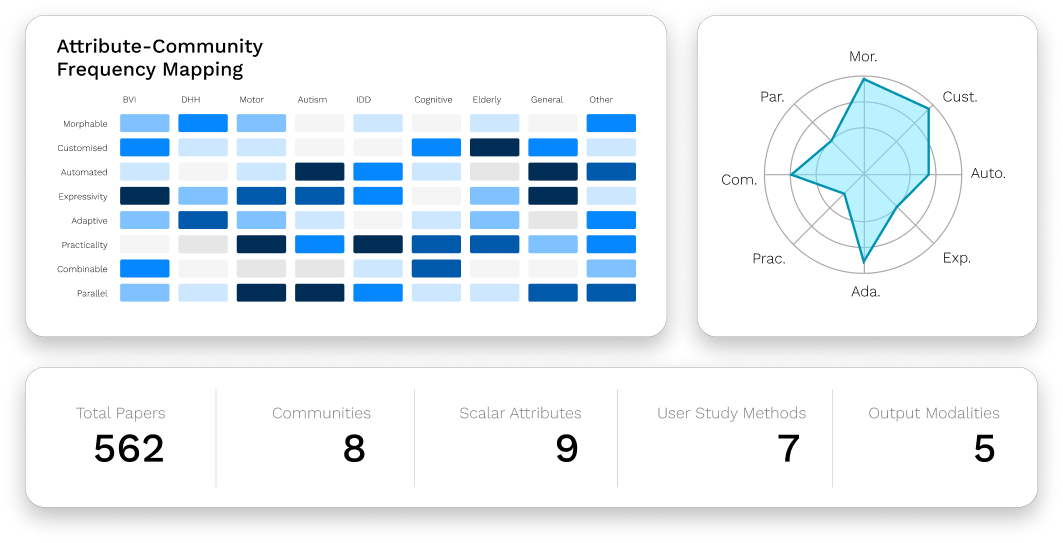 Attribute-Community
Frequency Mapping
BVI DHH Motor Autism IDD Cognitive Elderly General Other
Morphable
Customised
Automated
Expressivity
Adaptive
Practicality
Combinable
Parallel
Mor.
Cust.
Auto.
Exp.
Ada.
Prac.
Com.
Par.
Total Papers
562
Communities
8
Scalar Attributes
9
User Study Methods
7
Output Modalities
5